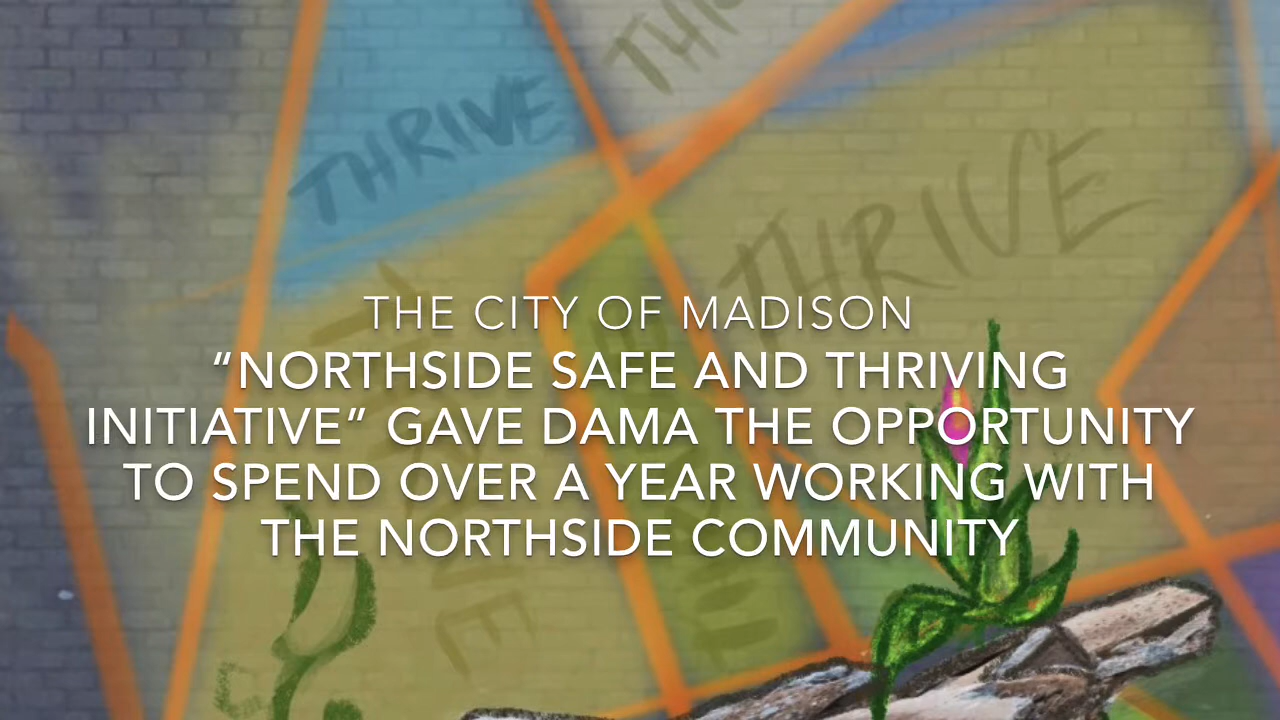 THRIVE
THRIVE
THRIVE
THE CITY OF MADISON
“NORTHSIDE SAFE AND THRIVING
INITIATIVE” GAVE DAMA THE OPPORTUNITY
TO SPEND OVER A YEAR WORKING WITH
THE NORTHSIDE COMMUNITY